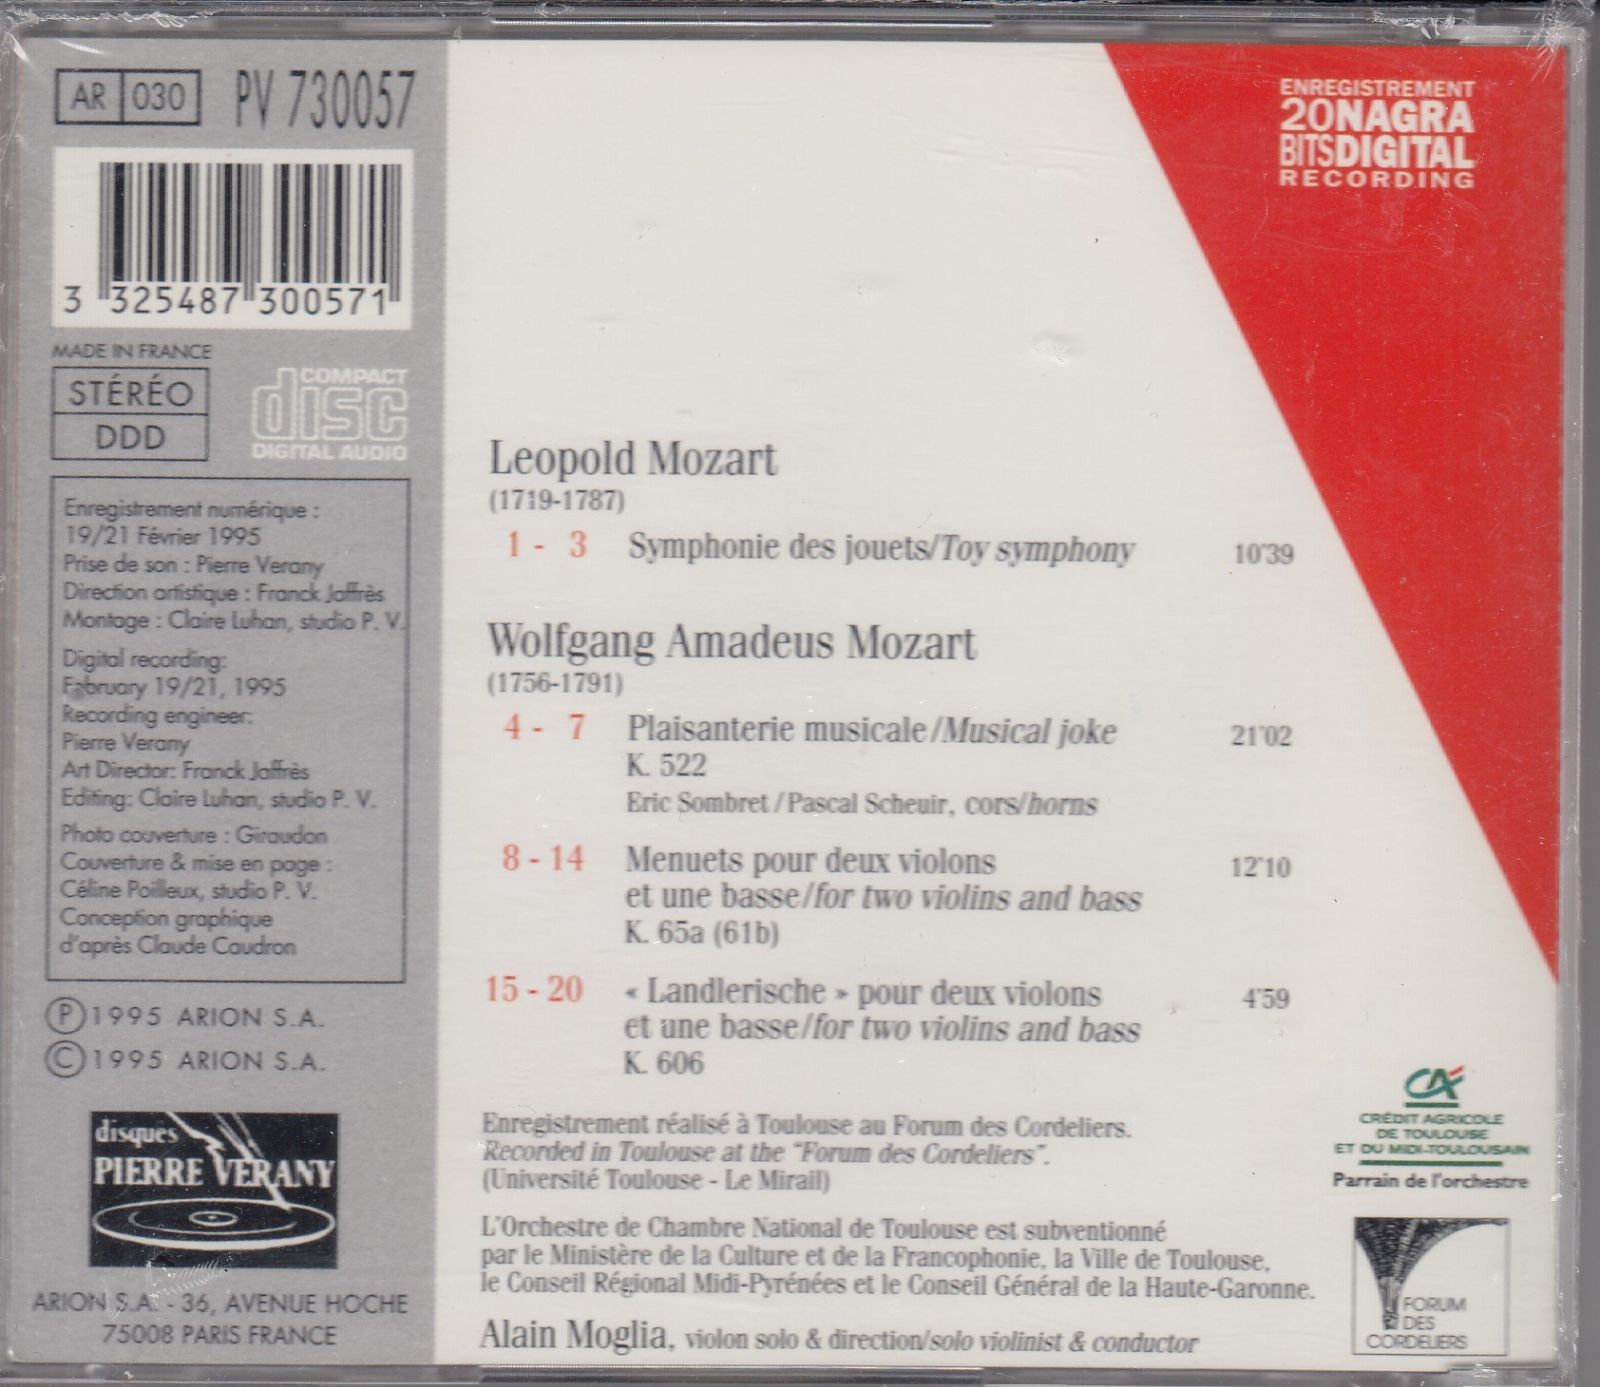 AR 030 PV 730057
3 325487 300571
MADE IN FRANCE
STÉRÉO
DDD
COMPACT
disc
DIGITAL AUDIO
Enregistrement numérique :
19/21 Février 1995
Prise de son : Pierre Verany
Direction artistique : Franck Jaffrès
Montage : Claire Luhan, studio P. V.
Digital recording:
February 19/21, 1995
Recording engineer:
Pierre Verany
Art Director: Franck Jaffrès
Editing: Claire Luhan, studio P. V.
Photo couverture : Giraudon
Couverture & mise en page :
Céline Poilleux, studio P. V.
Conception graphique
d'après Claude Caudron
Ⓟ1995 ARION S.A.
©1995 ARION S.A.
disques
PIERRE VERANY
ARION S.A. - 36, AVENUE HOCHE
75008 PARIS FRANCE
ENREGISTREMENT
20NAGRA
BITSDIGITAL
RECORDING
Leopold Mozart
(1719-1787)
1 - 3 Symphonie des jouets/Toy symphony 10"39
Wolfgang Amadeus Mozart
(1756-1791)
4 - 7 Plaisanterie musicale/Musical joke 21"02
K. 522
Eric Sombret/Pascal Scheuir, cors/horns
8 - 14 Menuets pour deux violons 12"10
et une basse/for two violins and bass
K. 65a (61b)
15 - 20 « Landlerische » pour deux violons 4"59
et une basse/for two violins and bass
K. 606
Enregistrement réalisé à Toulouse au Forum des Cordeliers.
Recorded in Toulouse at the "Forum des Cordeliers".
(Université Toulouse - Le Mirail)
L'Orchestre de Chambre National de Toulouse est subventionné
par le Ministère de la Culture et de la Francophonie, la Ville de Toulouse,
le Conseil Régional Midi-Pyrénées et le Conseil Général de la Haute-Garonne.
Alain Moglia, violon solo & direction/solo violinist & conductor
CA
CRÉDIT AGRICOLE
DE TOULOUSE
ET DU MIDI-TOULOUSAIN
Parrain de l'orchestre
FORUM
DES
CORDELIERS